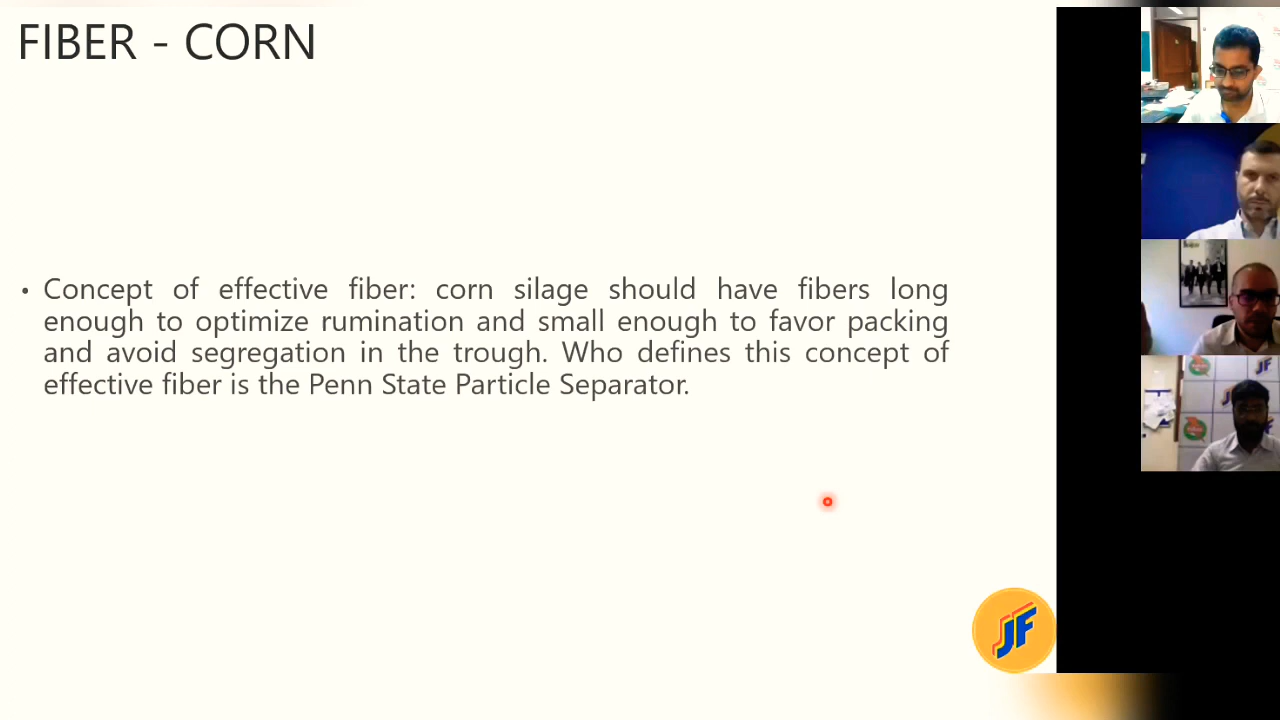 FIBER - CORN
• Concept of effective fiber: corn silage should have fibers long
enough to optimize rumination and small enough to favor packing
and avoid segregation in the trough. Who defines this concept of
effective fiber is the Penn State Particle Separator.
JF
JF